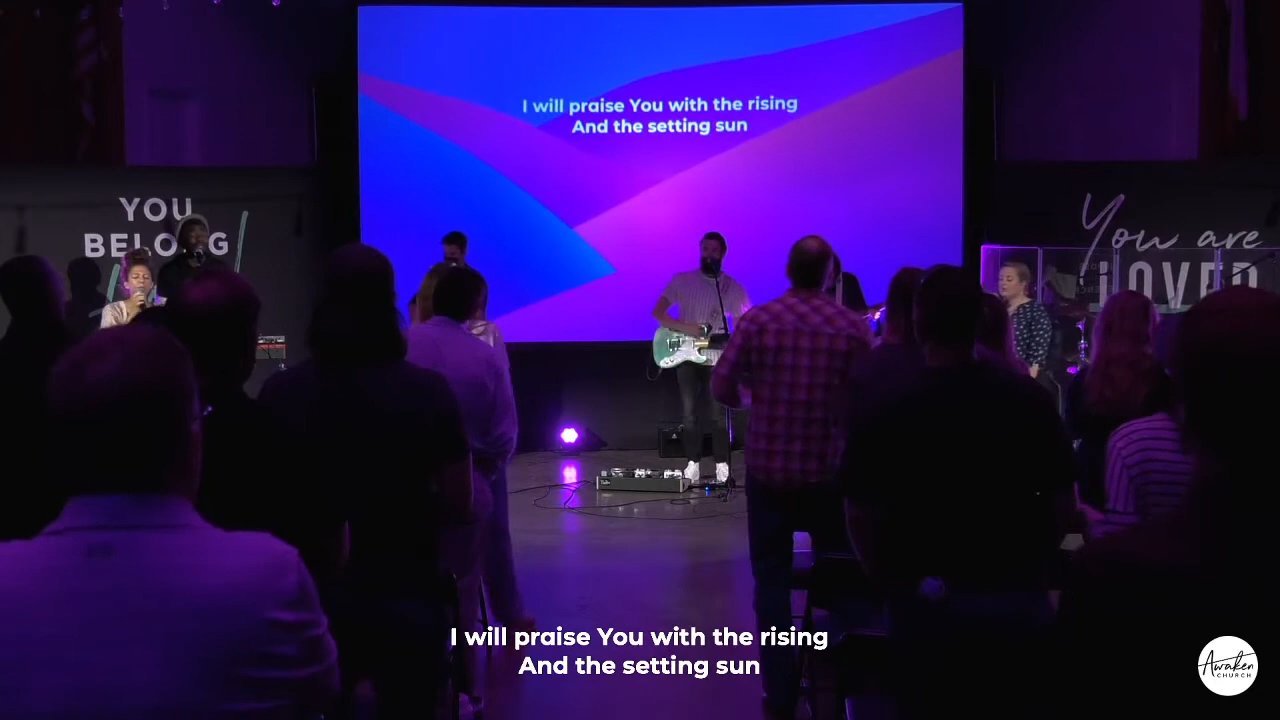 I will praise You with the rising
And the setting sun
YOU
BELONG
You are
LOVED
I will praise You with the rising
And the setting sun
Awaken
CHURCH